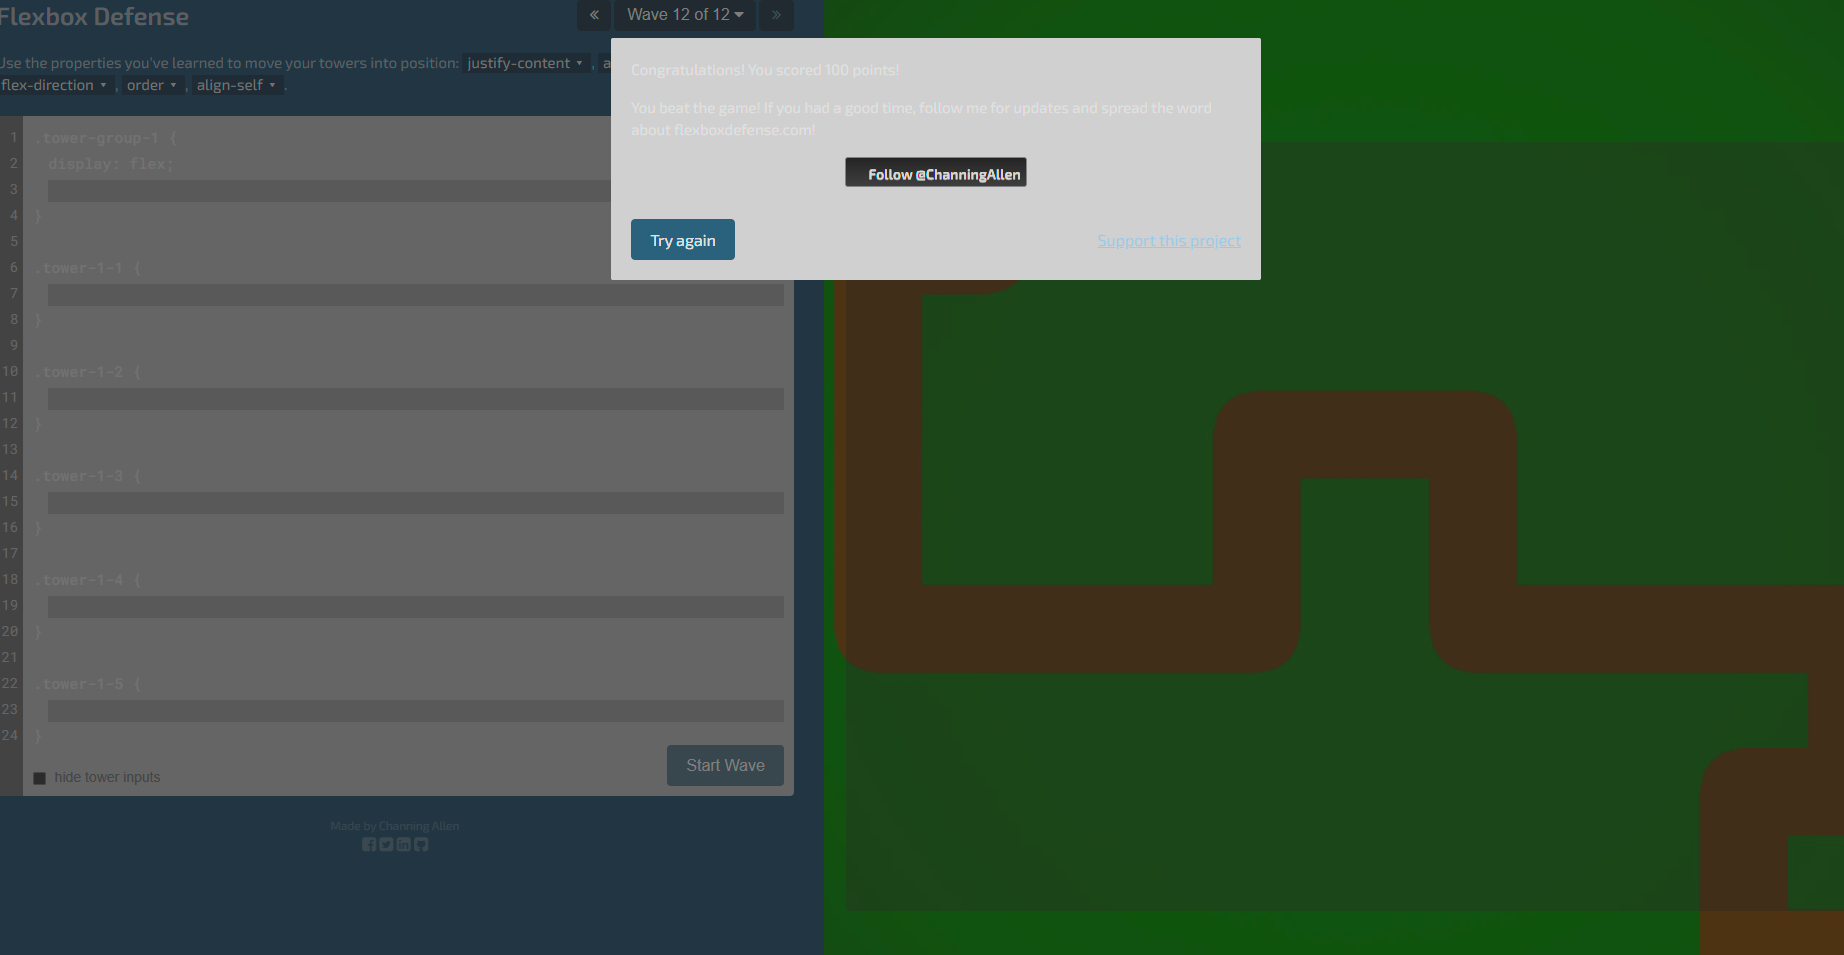 Flexbox Defense
« Wave 12 of 12 »
Use the properties you've learned to move your towers into position: justify-content ,
flex-direction , order , align-self .
Congratulations! You scored 100 points!
You beat the game! If you had a good time, follow me for updates and spread the word
about flexboxdefense.com!
Follow @ChanningAllen
Try again
Support this project
1 .tower-group-1 {
2 display: flex;
3
4 }
5
6 .tower-1-1 {
7
8 }
9
10 .tower-1-2 {
11
12 }
13
14 .tower-1-3 {
15
16 }
17
18 .tower-1-4 {
19
20 }
21
22 .tower-1-5 {
23
24 }
hide tower inputs
Start Wave
Made by Channing Allen